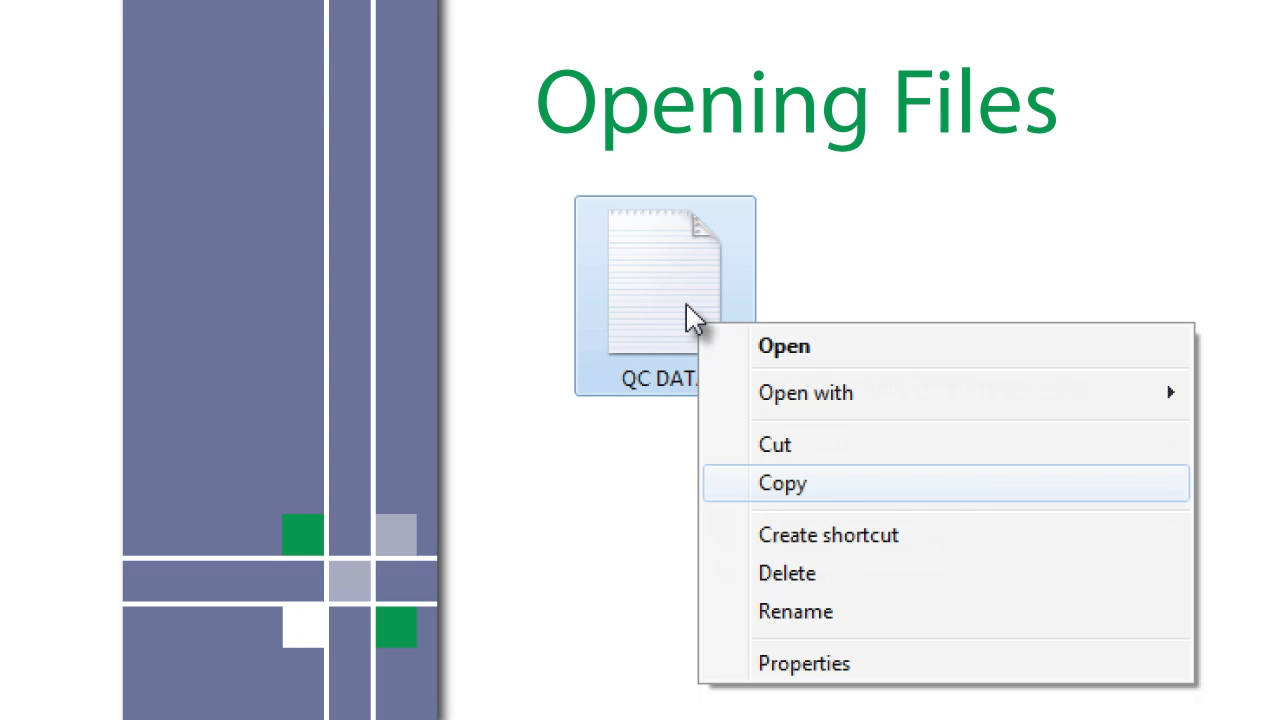 Opening Files
QC DAT
Open
Open with
Cut
Copy
Create shortcut
Delete
Rename
Properties